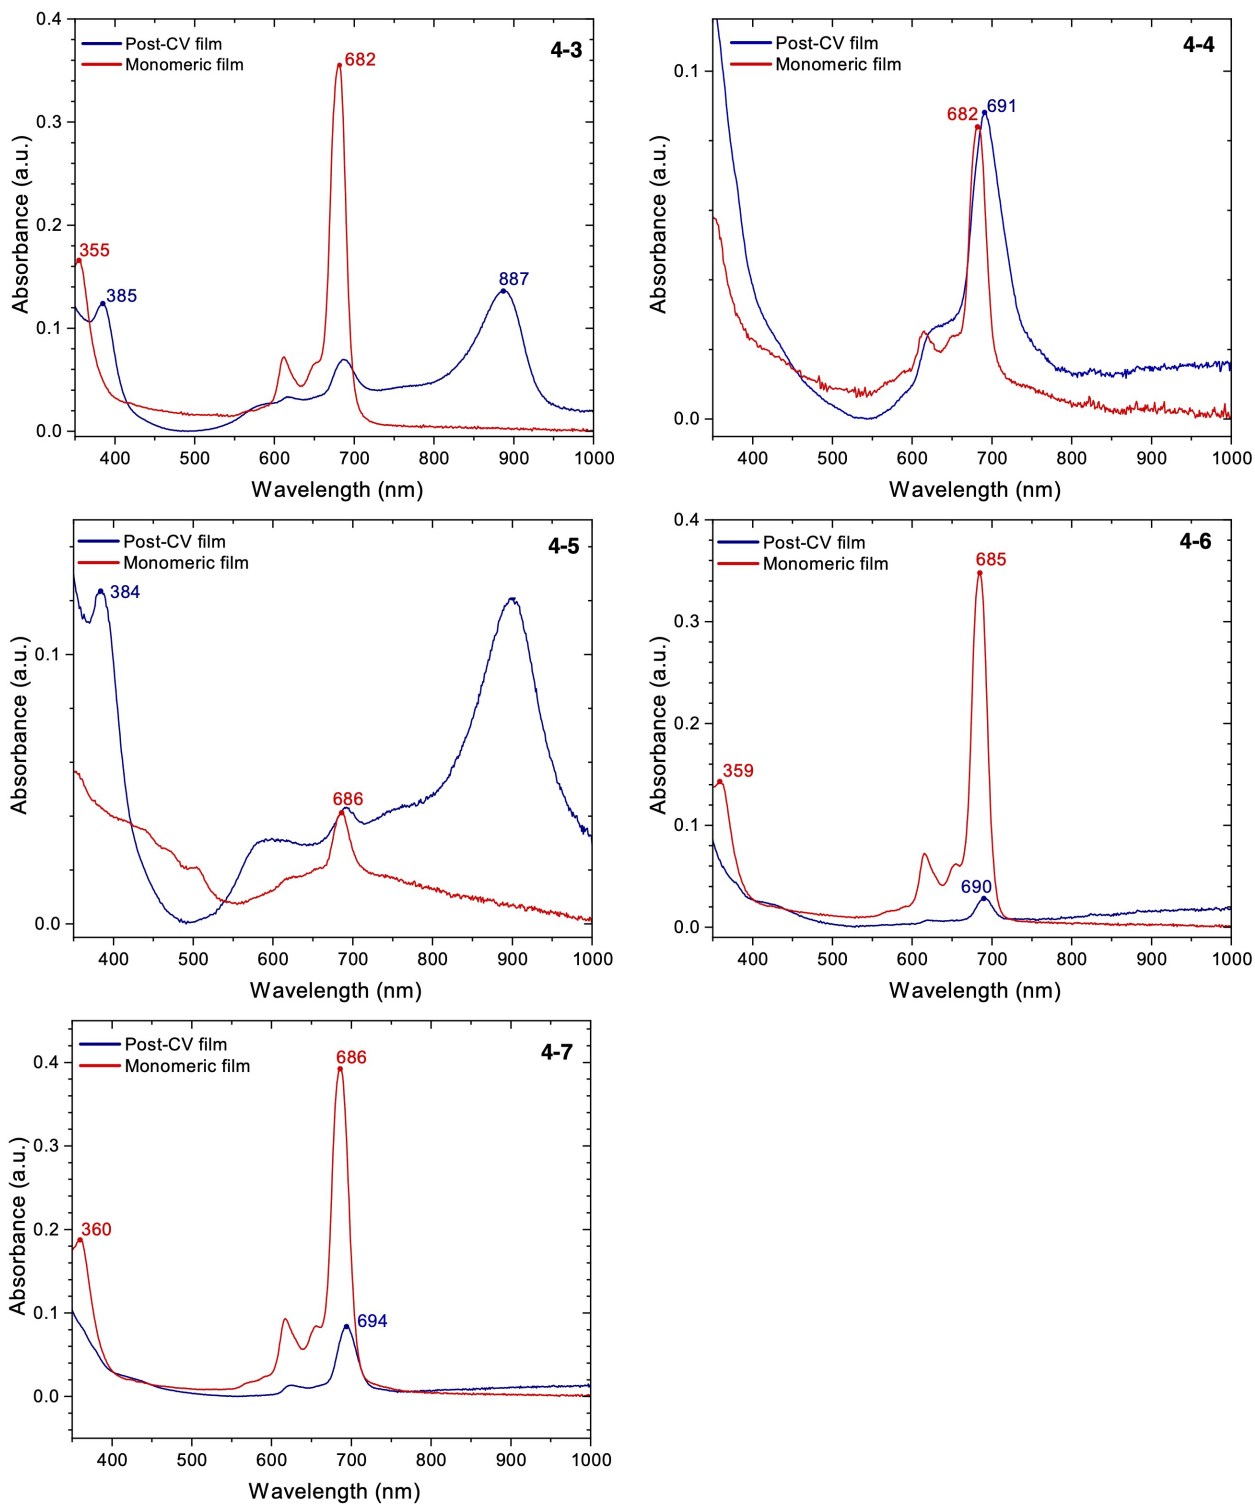 4-3
Post-CV film
Monomeric film
682
355
385
887
0.4
0.3
0.2
0.1
0.0
Absorbance (a.u.)
400 500 600 700 800 900 1000
Wavelength (nm)
4-4
Post-CV film
Monomeric film
682
691
0.1
0.0
Absorbance (a.u.)
400 500 600 700 800 900 1000
Wavelength (nm)
4-5
Post-CV film
Monomeric film
384
686
0.1
0.0
Absorbance (a.u.)
400 500 600 700 800 900 1000
Wavelength (nm)
4-6
Post-CV film
Monomeric film
685
359
690
0.4
0.3
0.2
0.1
0.0
Absorbance (a.u.)
400 500 600 700 800 900 1000
Wavelength (nm)
4-7
Post-CV film
Monomeric film
686
360
694
0.4
0.3
0.2
0.1
0.0
Absorbance (a.u.)
400 500 600 700 800 900 1000
Wavelength (nm)